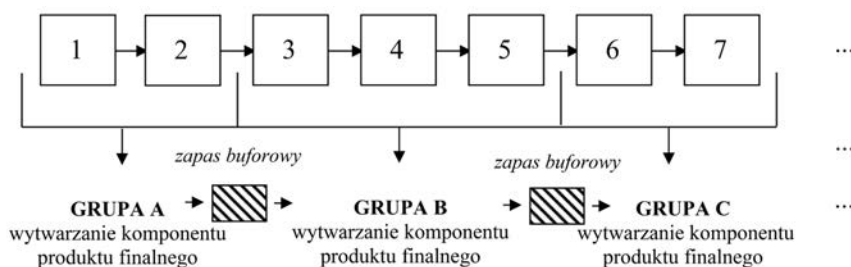 1 2 3 4 5 6 7 ...
zapas buforowy zapas buforowy ...
GRUPA A GRUPA B GRUPA C ...
wytwarzanie komponentu wytwarzanie komponentu wytwarzanie komponentu
produktu finalnego produktu finalnego produktu finalnego